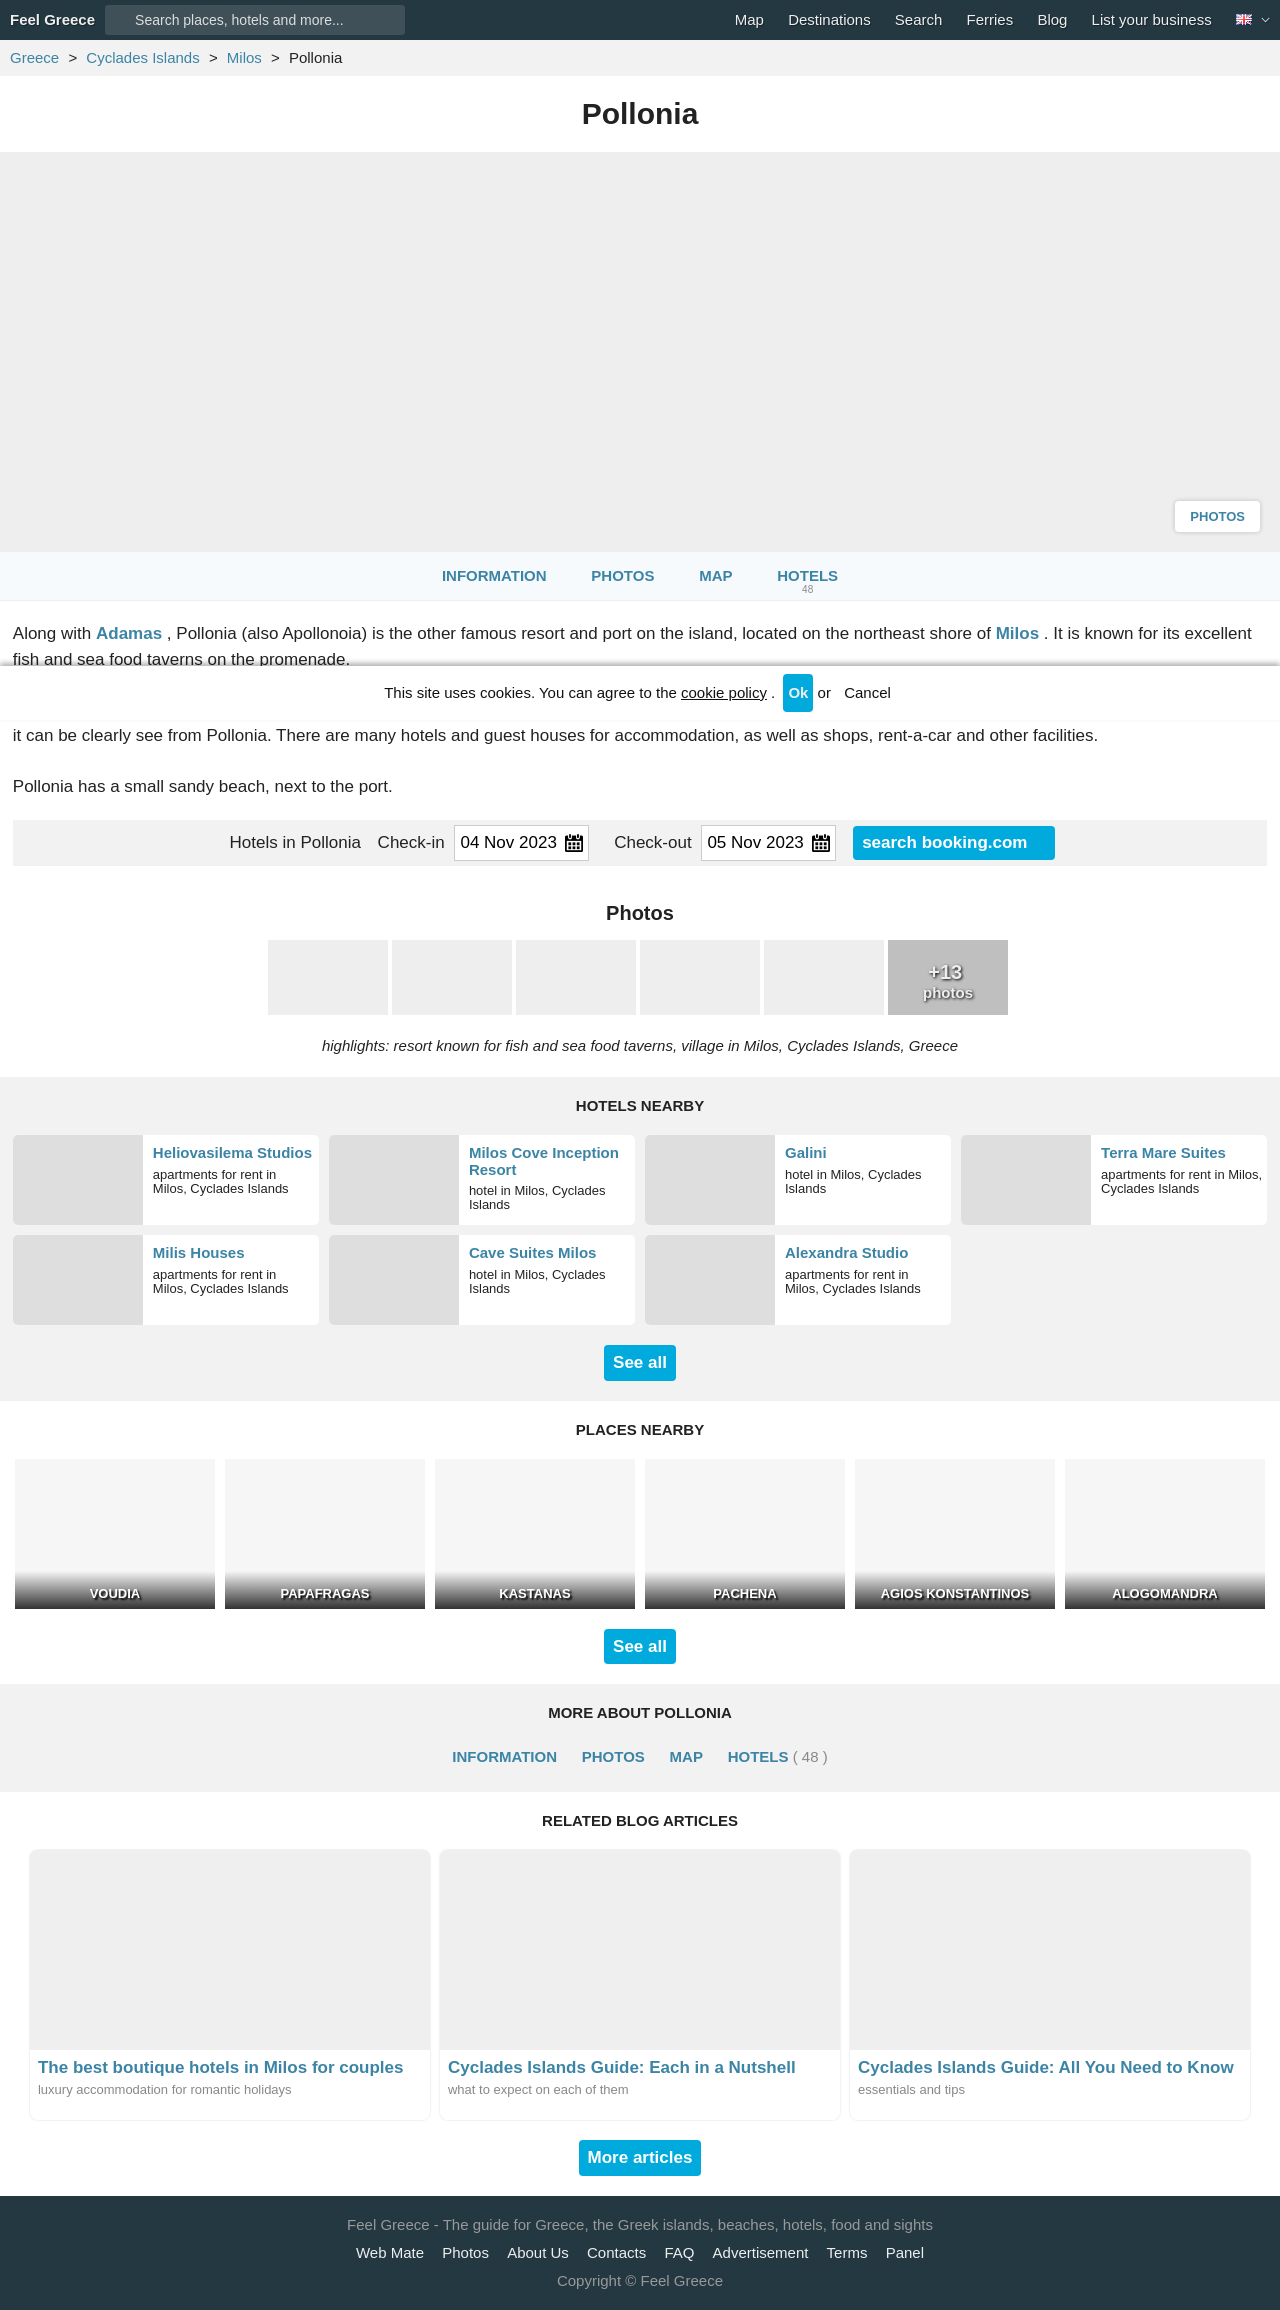 Feel Greece Search places, hotels and more... Map Destinations Search Ferries Blog List your business
Greece > Cyclades Islands > Milos > Pollonia
Pollonia
PHOTOS
INFORMATION PHOTOS MAP HOTELS
48
Along with Adamas , Pollonia (also Apollonoia) is the other famous resort and port on the island, located on the northeast shore of Milos . It is known for its excellent
fish and sea food taverns on the promenade.
This site uses cookies. You can agree to the cookie policy . Ok or Cancel
it can be clearly see from Pollonia. There are many hotels and guest houses for accommodation, as well as shops, rent-a-car and other facilities.
Pollonia has a small sandy beach, next to the port.
Hotels in Pollonia Check-in 04 Nov 2023 Check-out 05 Nov 2023 search booking.com
Photos
+13
photos
highlights: resort known for fish and sea food taverns, village in Milos, Cyclades Islands, Greece
HOTELS NEARBY
Heliovasilema Studios
apartments for rent in
Milos, Cyclades Islands
Milos Cove Inception
Resort
hotel in Milos, Cyclades
Islands
Galini
hotel in Milos, Cyclades
Islands
Terra Mare Suites
apartments for rent in Milos,
Cyclades Islands
Milis Houses
apartments for rent in
Milos, Cyclades Islands
Cave Suites Milos
hotel in Milos, Cyclades
Islands
Alexandra Studio
apartments for rent in
Milos, Cyclades Islands
See all
PLACES NEARBY
VOUDIA PAPAFRAGAS KASTANAS PACHENA AGIOS KONSTANTINOS ALOGOMANDRA
See all
MORE ABOUT POLLONIA
INFORMATION PHOTOS MAP HOTELS ( 48 )
RELATED BLOG ARTICLES
The best boutique hotels in Milos for couples
luxury accommodation for romantic holidays
Cyclades Islands Guide: Each in a Nutshell
what to expect on each of them
Cyclades Islands Guide: All You Need to Know
essentials and tips
More articles
Feel Greece - The guide for Greece, the Greek islands, beaches, hotels, food and sights
Web Mate Photos About Us Contacts FAQ Advertisement Terms Panel
Copyright © Feel Greece